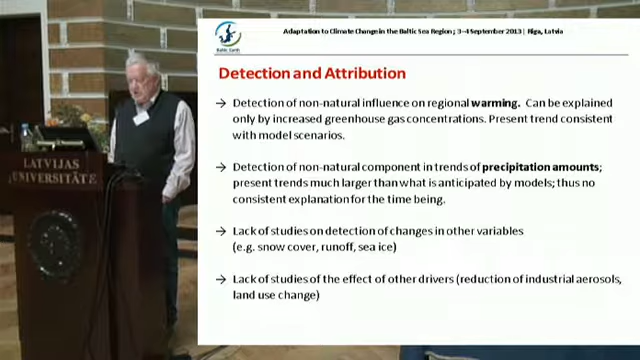 Adaptation to Climate Change in the Baltic Sea Region; 3-4 September 2013 | Riga, Latvia
Baltic Earth
Detection and Attribution
→ Detection of non-natural influence on regional warming. Can be explained
only by increased greenhouse gas concentrations. Present trend consistent
with model scenarios.
→ Detection of non-natural component in trends of precipitation amounts;
present trends much larger than what is anticipated by models; thus no
consistent explanation for the time being.
→ Lack of studies on detection of changes in other variables
(e.g. snow cover, runoff, sea ice)
→ Lack of studies of the effect of other drivers (reduction of industrial aerosols,
land use change)
LATVIJAS
UNIVERSITĀTE